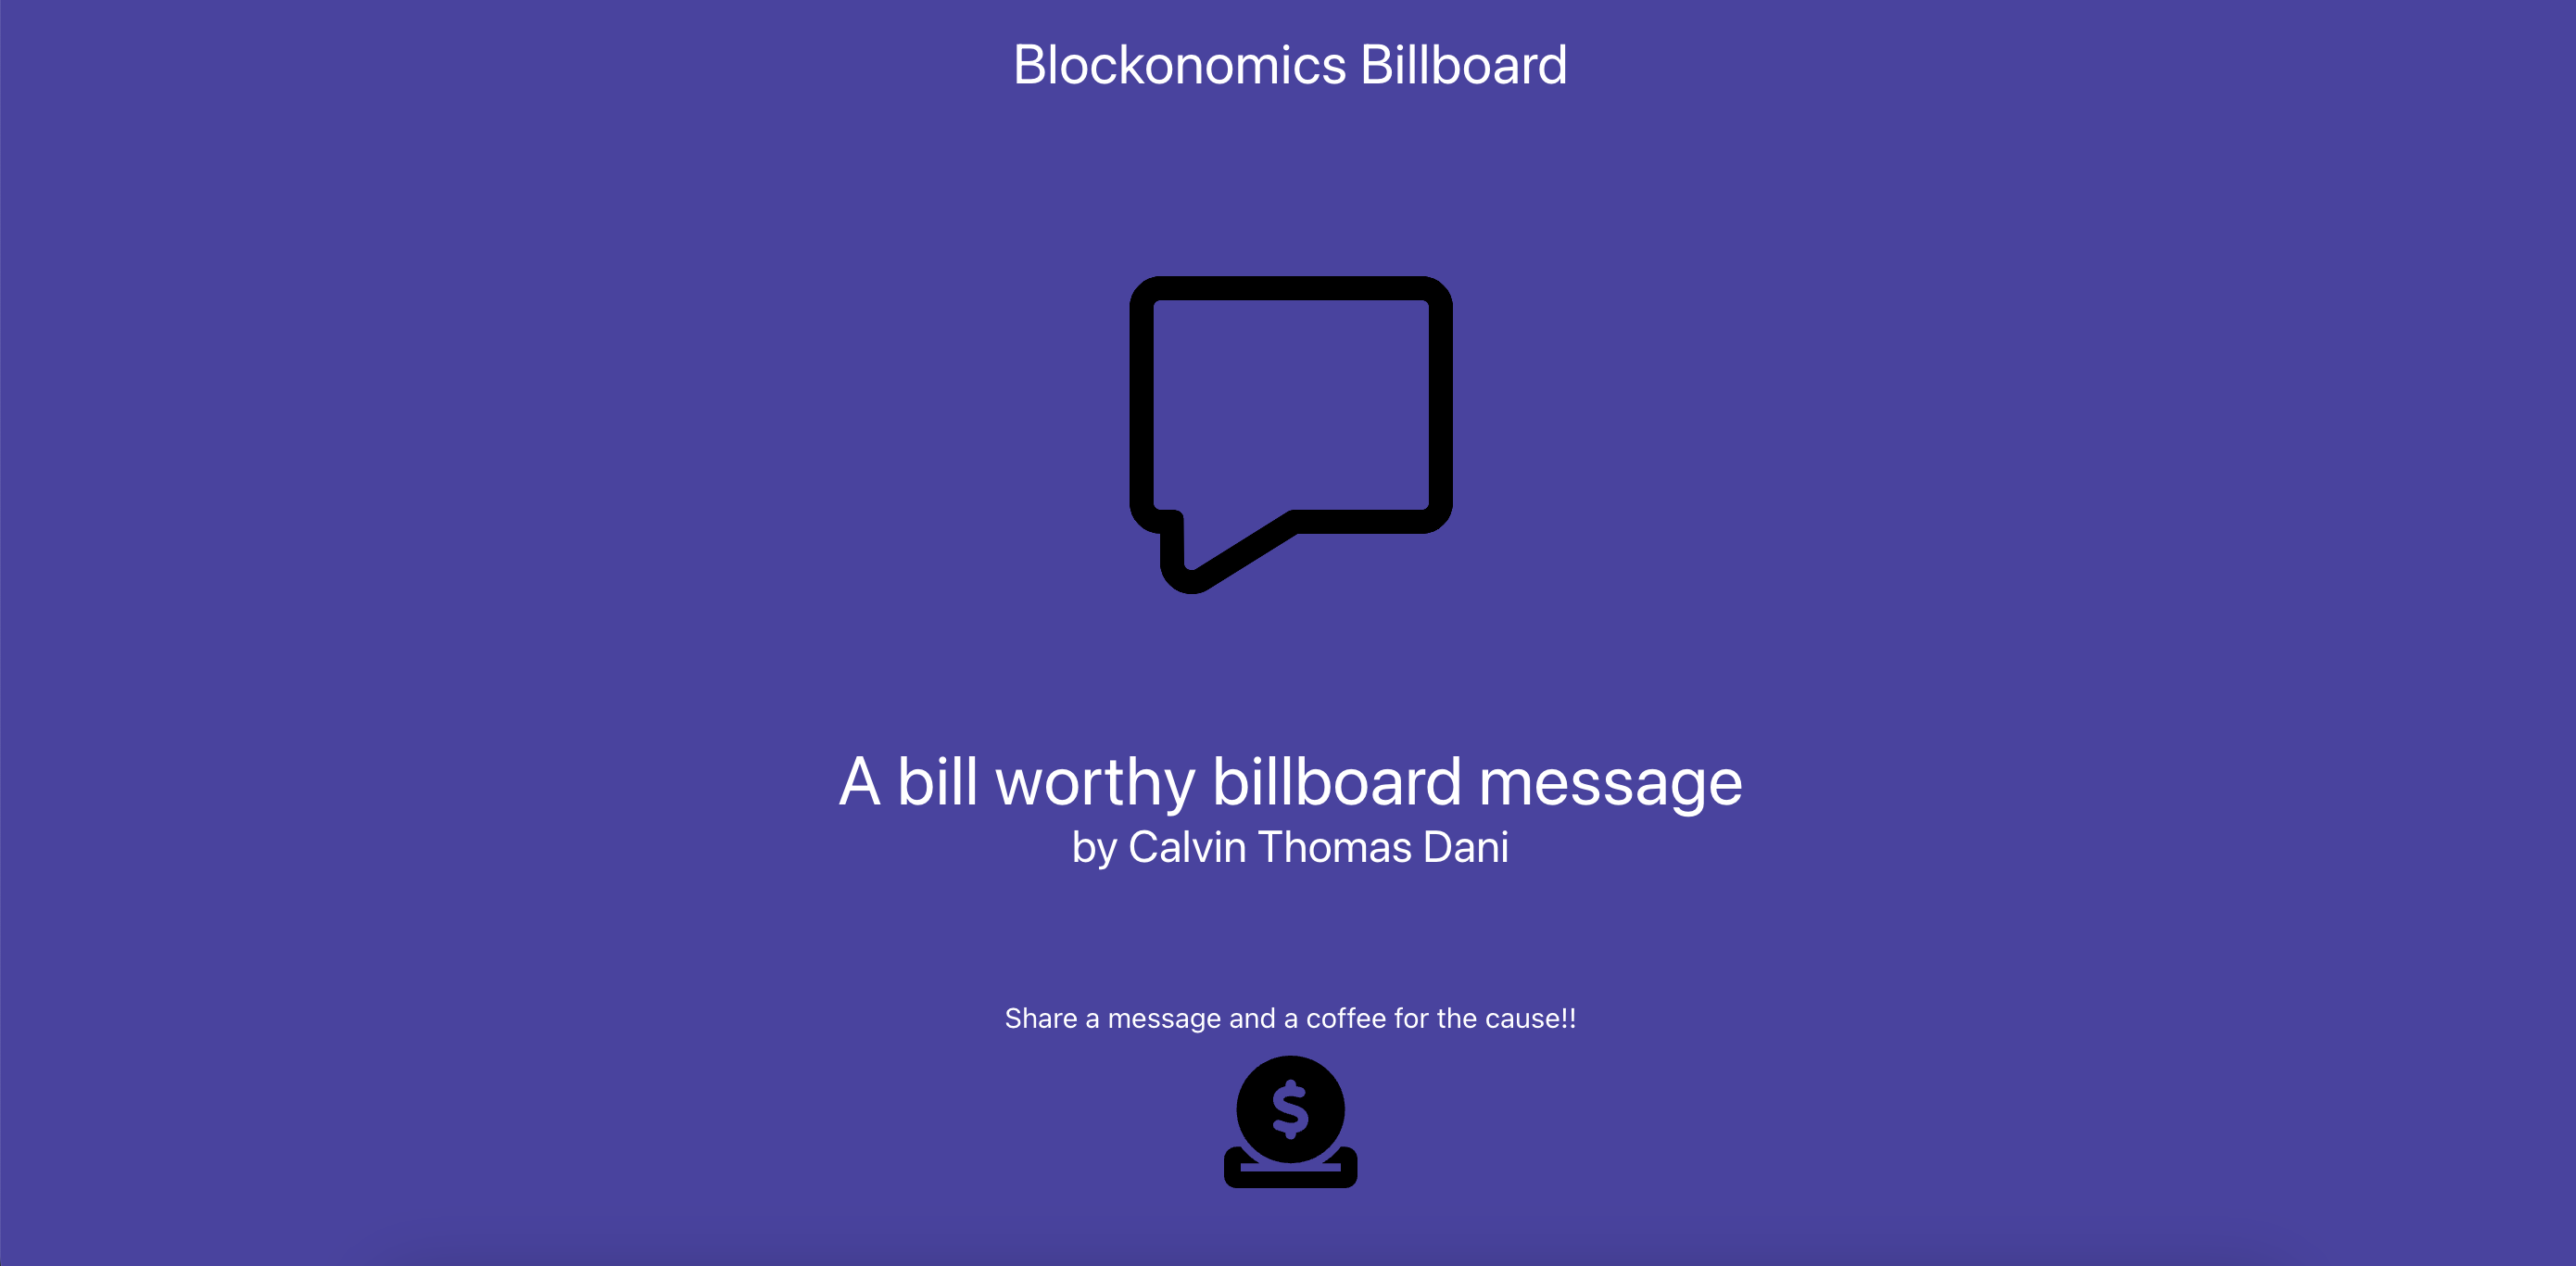 Blockonomics Billboard
A bill worthy billboard message
by Calvin Thomas Dani
Share a message and a coffee for the cause!!
$